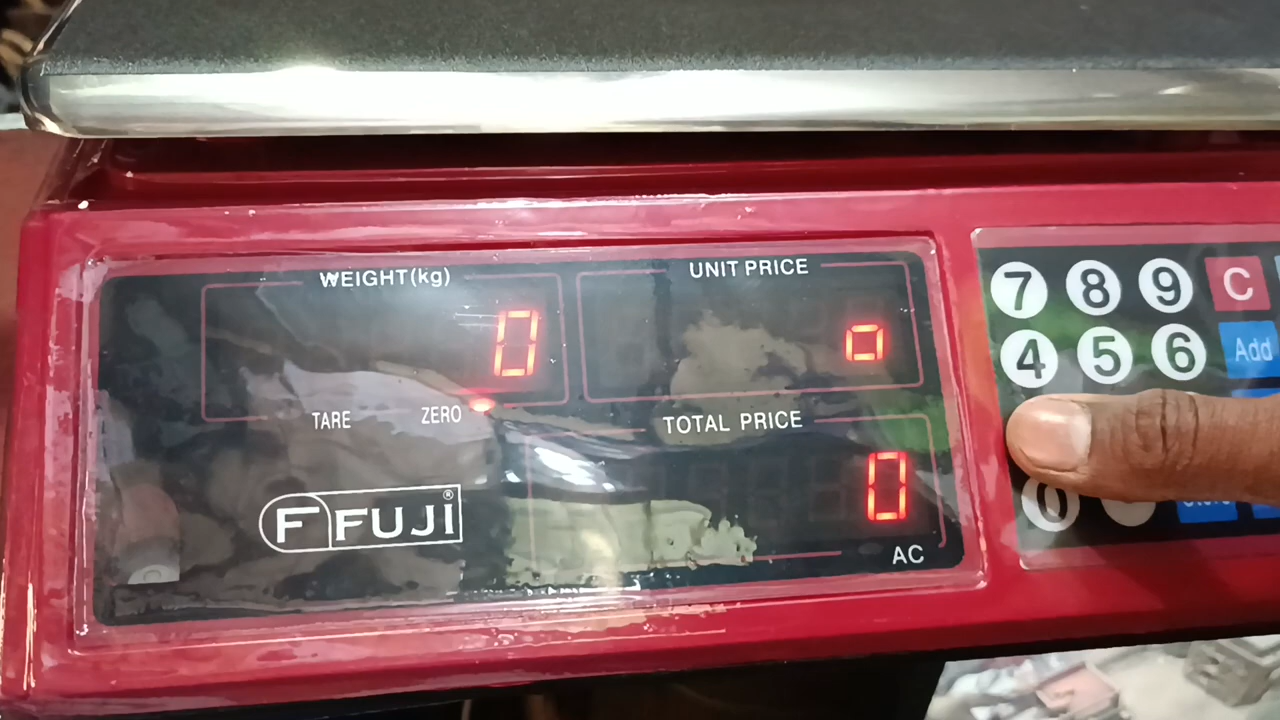 WEIGHT(kg)
UNIT PRICE
0
0
TARE
ZERO
TOTAL PRICE
0
F FUJI®
AC
7 8 9 C
4 5 6 Add
0